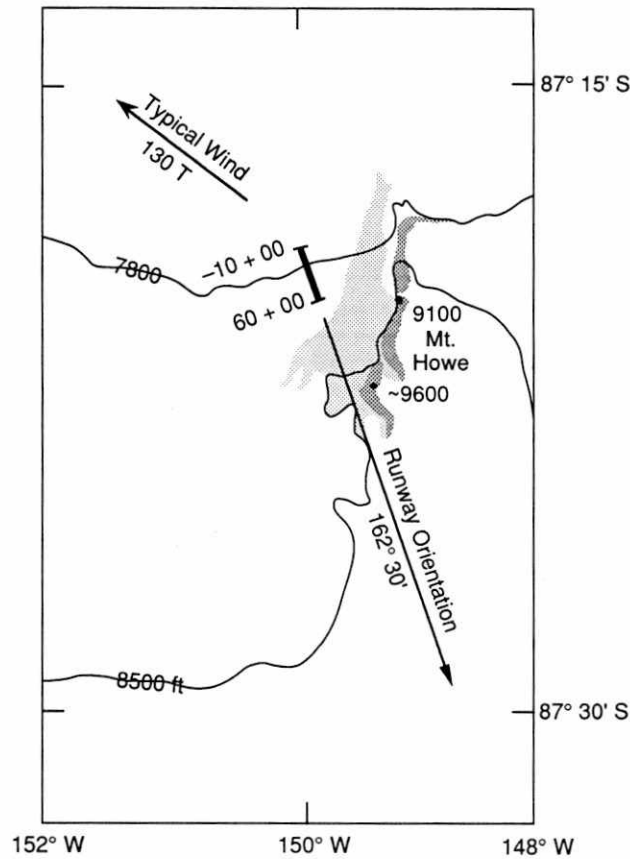 87° 15' S
Typical Wind
130 T
7800
–10 + 00
60 + 00
9100
Mt.
Howe
~9600
Runway Orientation
162° 30'
8500 ft
87° 30' S
152° W
150° W
148° W